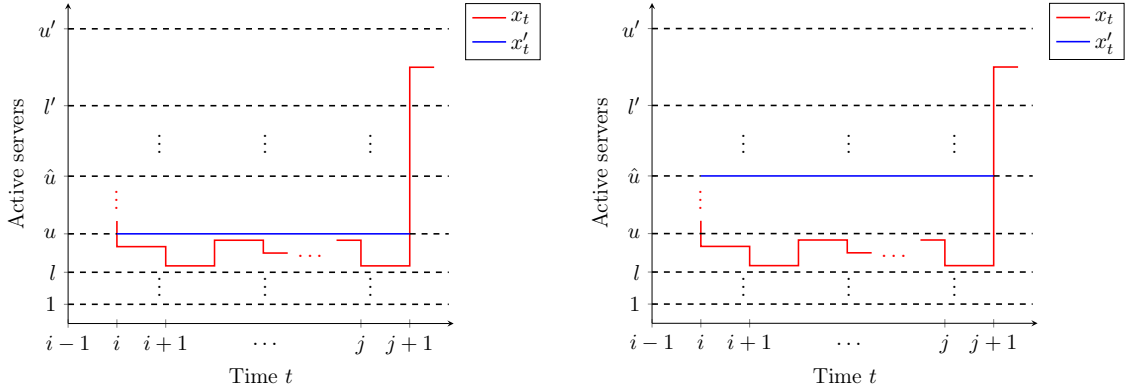 x_t
x'_t
u'
l'
û
u
l
1
Active servers
i − 1
i
i + 1
⋯
j
j + 1
Time t
x_t
x'_t
u'
l'
û
u
l
1
Active servers
i − 1
i
i + 1
⋯
j
j + 1
Time t